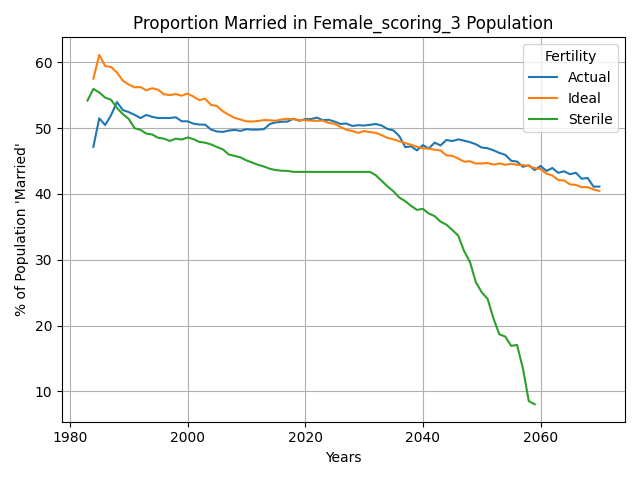 Proportion Married in Female_scoring_3 Population
% of Population 'Married'
60
50
40
30
20
10
Fertility
Actual
Ideal
Sterile
1980
2000
2020
2040
2060
Years